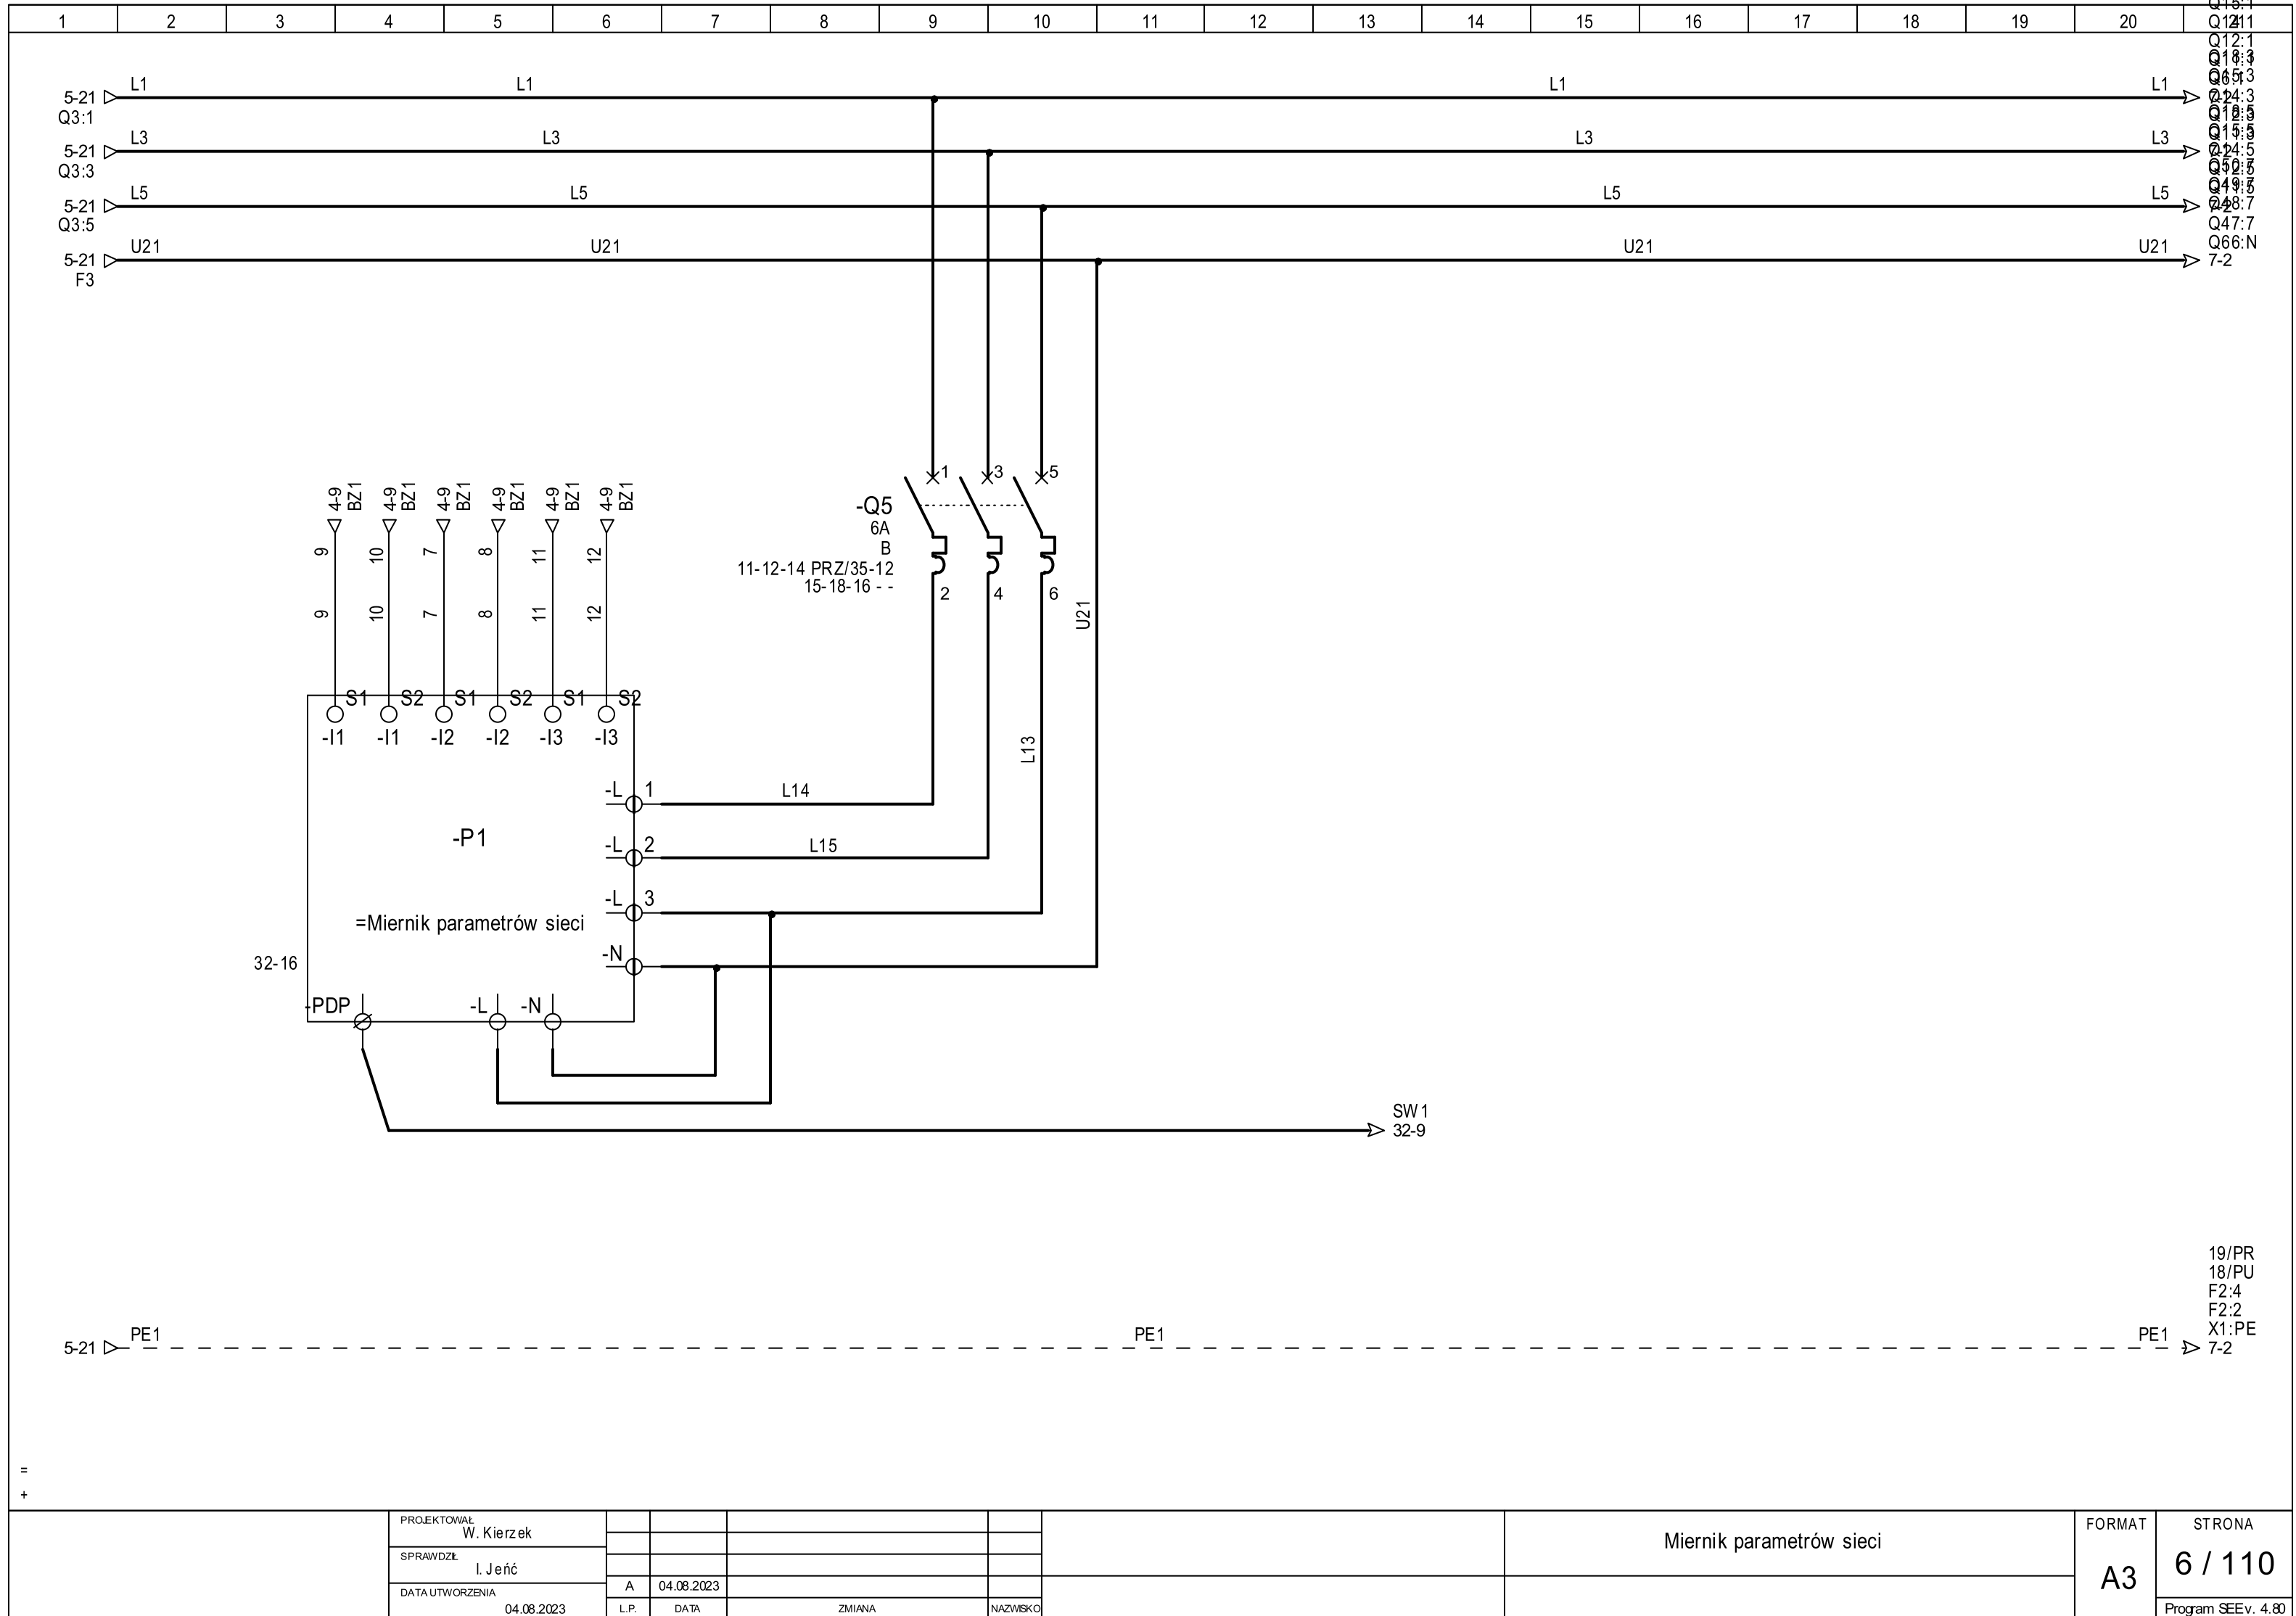 1 2 3 4 5 6 7 8 9 10 11 12 13 14 15 16 17 18 19 20
Q12:1
L1 L1 L1 L1
5-21
Q3:1
L3 L3 L3 L3
5-21
Q3:3
L5 L5 L5 L5
5-21
Q3:5
Q47:7
U21 U21 U21 U21 Q66:N
5-21 7-2
F3
4-9 BZ1 4-9 BZ1 4-9 BZ1 4-9 BZ1 4-9 BZ1 4-9 BZ1
1 3 5
-Q5
6A
B
11-12-14 PRZ/35-12
15-18-16 - -
9 10 7 8 11 12
2 4 6
9 10 7 8 11 12
U21
S1 S2 S1 S2 S1 S2
-I1 -I1 -I2 -I2 -I3 -I3
L13
-L 1 L14
-P1
-L 2 L15
-L 3
=Miernik parametrów sieci
-N
32-16
-PDP -L -N
SW1
32-9
19/PR
18/PU
F2:4
F2:2
PE1 PE1 PE1 X1:PE
5-21 7-2
=
+
PROJEKTOWAŁ
W. Kierzek
SPRAWDZIŁ
I. Jeńć
DATA UTWORZENIA
04.08.2023
A 04.08.2023
L.P. DATA ZMIANA NAZWISKO
Miernik parametrów sieci
FORMAT
A3
STRONA
6 / 110
Program SEE v. 4.80